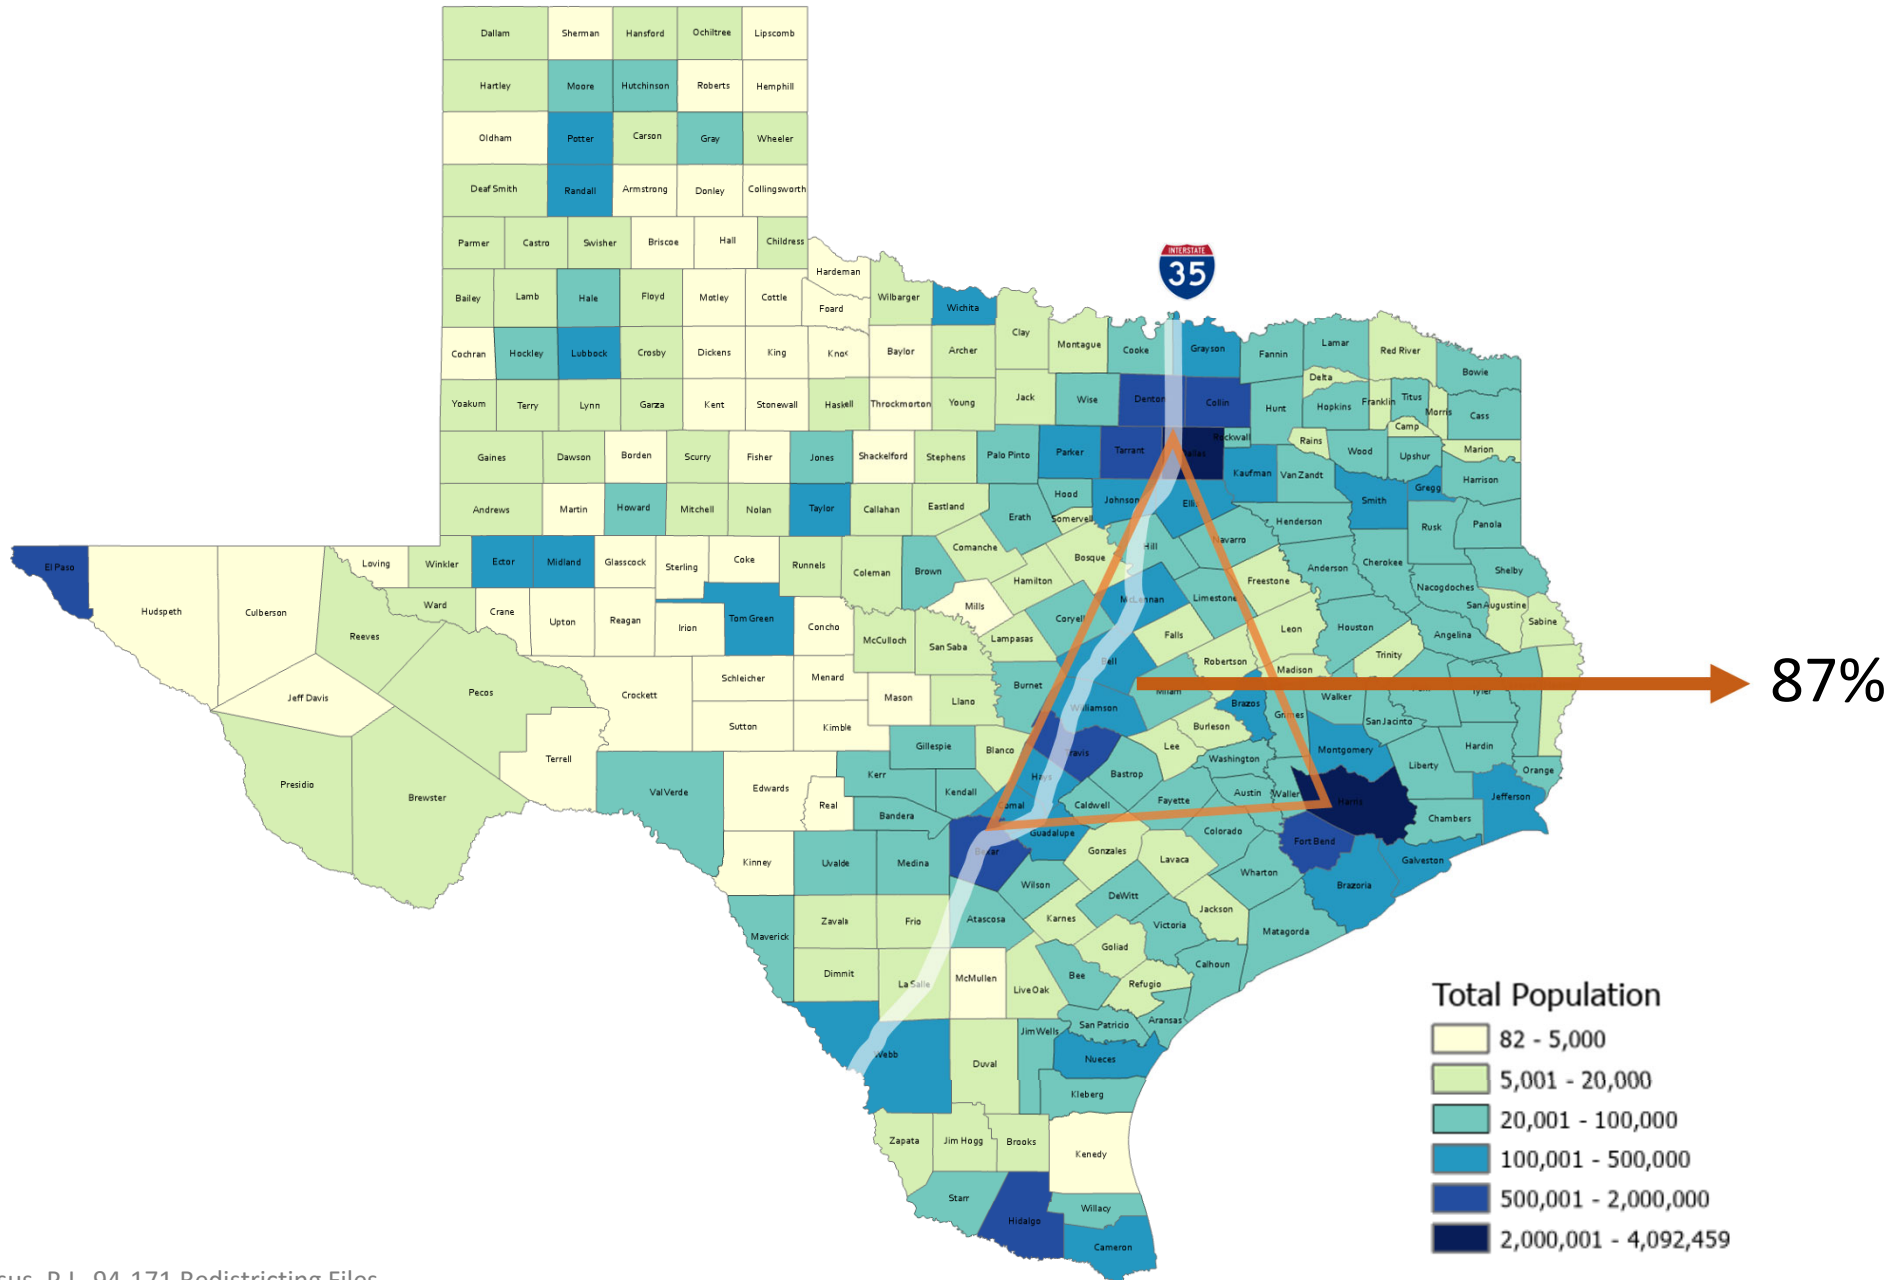 Dallam Sherman Hansford Ochiltree Lipscomb
Hartley Moore Hutchinson Roberts Hemphill
Oldham Potter Carson Gray Wheeler
Deaf Smith Randall Armstrong Donley Collingsworth
Parmer Castro Swisher Briscoe Hall Childress
Hardeman
Bailey Lamb Hale Floyd Motley Cottle Foard Wilbarger Wichita
INTERSTATE
35
Clay Montague Cooke Grayson Fannin Lamar Red River Bowie
Cochran Hockley Lubbock Crosby Dickens King Knox Baylor Archer
Delta
Yoakum Terry Lynn Garza Kent Stonewall Haskell Throckmorton Young Jack Wise Denton Collin Hunt Hopkins Franklin Titus Morris Cass
Camp
Gaines Dawson Borden Scurry Fisher Jones Shackelford Stephens Palo Pinto Parker Tarrant Dallas Rockwall Rains Wood Upshur Marion
Kaufman Van Zandt Smith Gregg Harrison
Andrews Martin Howard Mitchell Nolan Taylor Callahan Eastland Erath Hood Somervell Johnson Ellis Henderson Rusk Panola
El Paso Hudspeth Culberson Loving Winkler Ector Midland Glasscock Sterling Coke Runnels Coleman Brown Comanche Hamilton Bosque Hill Navarro Freestone Anderson Cherokee Nacogdoches Shelby
Reeves Ward Crane Upton Reagan Irion Tom Green Concho McCulloch San Saba Mills Lampasas Coryell McLennan Limestone Falls Leon Houston Angelina San Augustine Sabine
Jeff Davis Pecos Crockett Schleicher Menard Mason Llano Burnet Bell Milam Robertson Madison Trinity Walker Tyler
87%
Sutton Kimble Williamson Burleson Brazos Grimes San Jacinto
Presidio Brewster Terrell Val Verde Edwards Real Kerr Gillespie Blanco Travis Lee Washington Montgomery Liberty Hardin Orange
Kendall Bandera Hays Comal Caldwell Bastrop Fayette Austin Waller Harris Chambers Jefferson
Kinney Uvalde Medina Bexar Guadalupe Gonzales Lavaca Colorado Fort Bend Galveston
Wilson DeWitt Wharton Brazoria
Maverick Zavala Frio Atascosa Karnes Victoria Jackson Matagorda
Dimmit La Salle McMullen Live Oak Bee Goliad Refugio Calhoun
Webb Duval Jim Wells San Patricio Aransas
Nueces
Kleberg
Zapata Jim Hogg Brooks Kenedy
Starr Hidalgo Willacy
Cameron
Total Population
82 - 5,000
5,001 - 20,000
20,001 - 100,000
100,001 - 500,000
500,001 - 2,000,000
2,000,001 - 4,092,459